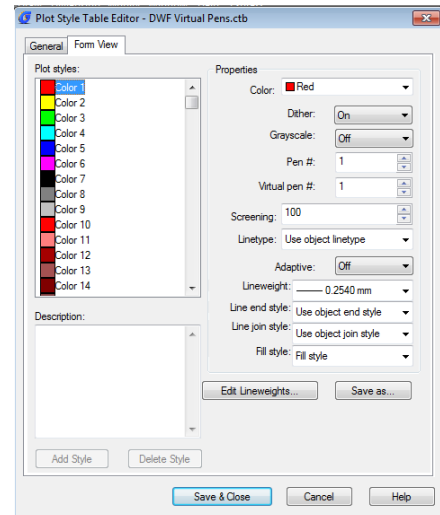 Plot Style Table Editor - DWF Virtual Pens.ctb
General Form View
Plot styles:
Color 1
Color 2
Color 3
Color 4
Color 5
Color 6
Color 7
Color 8
Color 9
Color 10
Color 11
Color 12
Color 13
Color 14
Description:
Add Style Delete Style
Properties
Color: Red
Dither: On
Grayscale: Off
Pen #: 1
Virtual pen #: 1
Screening: 100
Linetype: Use object linetype
Adaptive: Off
Lineweight: 0.2540 mm
Line end style: Use object end style
Line join style: Use object join style
Fill style: Fill style
Edit Lineweights... Save as...
Save & Close Cancel Help